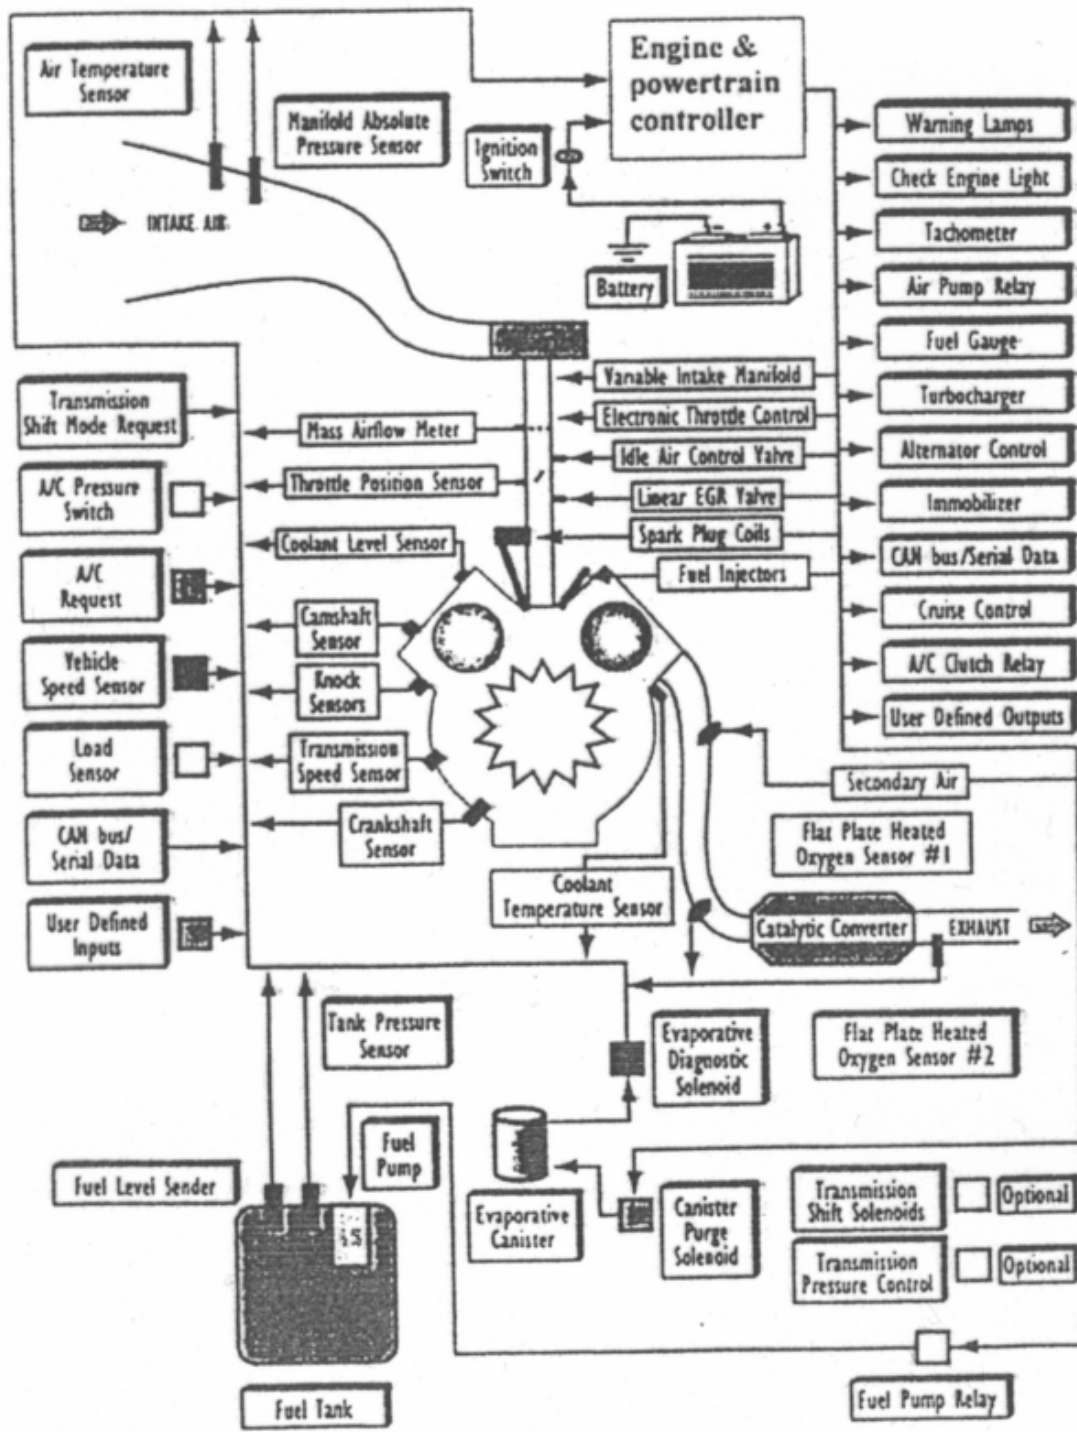 Air Temperature
Sensor
Manifold Absolute
Pressure Sensor
INTAKE AIR
Engine &
powertrain
controller
Ignition
Switch
Battery
Warning Lamps
Check Engine Light
Tachometer
Air Pump Relay
Fuel Gauge
Turbocharger
Alternator Control
Immobilizer
CAN bus/Serial Data
Cruise Control
A/C Clutch Relay
User Defined Outputs
Transmission
Shift Mode Request
A/C Pressure
Switch
A/C
Request
Vehicle
Speed Sensor
Load
Sensor
CAN bus/
Serial Data
User Defined
Inputs
Mass Airflow Meter
Throttle Position Sensor
Coolant Level Sensor
Camshaft
Sensor
Knock
Sensors
Transmission
Speed Sensor
Crankshaft
Sensor
Variable Intake Manifold
Electronic Throttle Control
Idle Air Control Valve
Linear EGR Valve
Spark Plug Coils
Fuel Injectors
Secondary Air
Flat Plate Heated
Oxygen Sensor #1
Coolant
Temperature Sensor
Catalytic Converter
EXHAUST
Tank Pressure
Sensor
Evaporative
Diagnostic
Solenoid
Flat Plate Heated
Oxygen Sensor #2
Fuel
Pump
Fuel Level Sender
Evaporative
Canister
Canister
Purge
Solenoid
Transmission
Shift Solenoids
Optional
Transmission
Pressure Control
Optional
Fuel Tank
Fuel Pump Relay